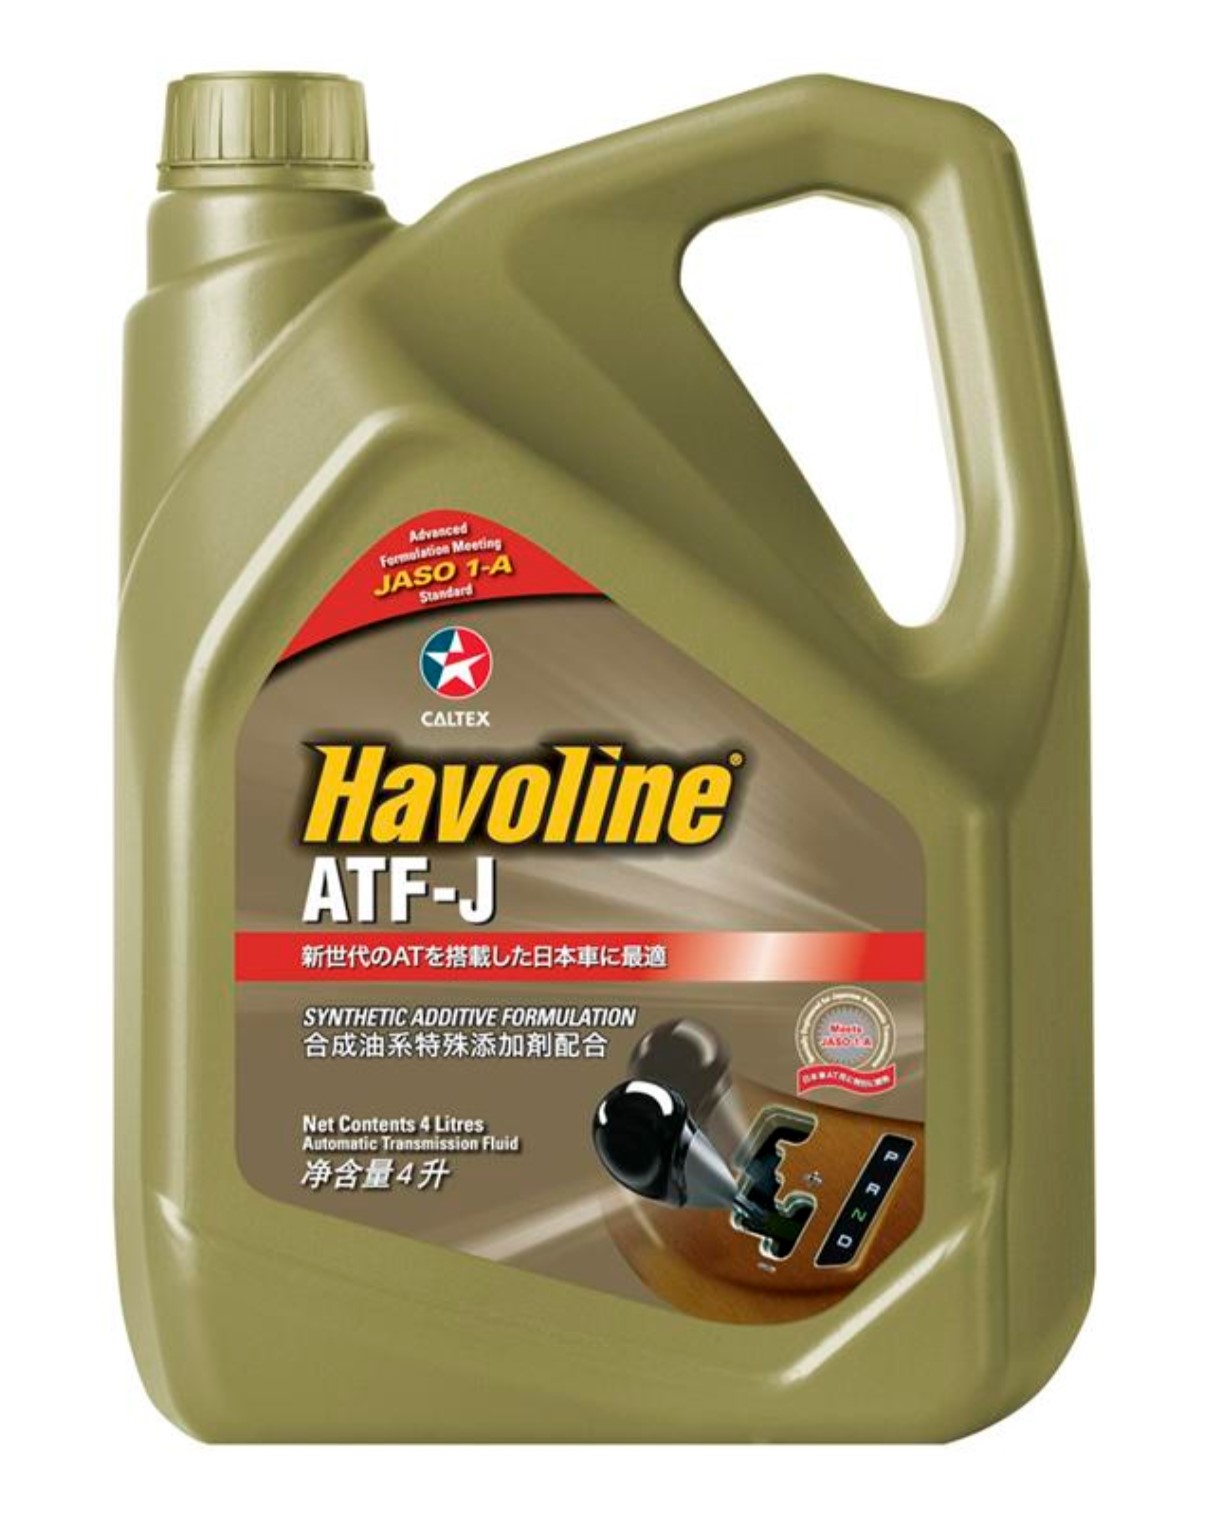 Advanced
Formulation Meeting
JASO 1-A
Standard
CALTEX
Havoline®
ATF-J
新世代のATを搭載した日本車に最適
SYNTHETIC ADDITIVE FORMULATION
合成油系特殊添加剤配合
Meets
JASO 1-A
Net Contents 4 Litres
Automatic Transmission Fluid
净含量4升
P
R
N
D